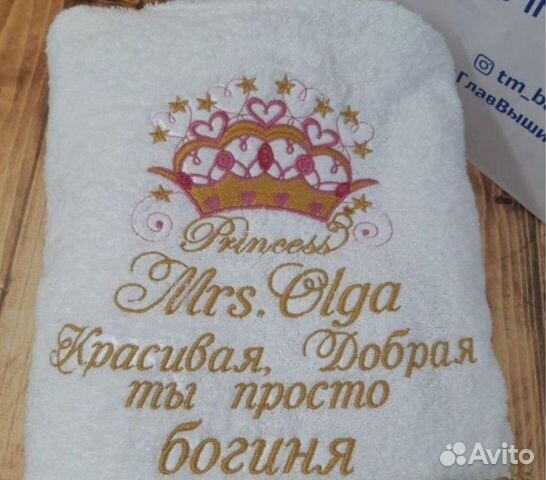 tm_b
ГлавВыши
Princess
Mrs. Olga
Красивая, Добрая
ты просто
богиня
Avito